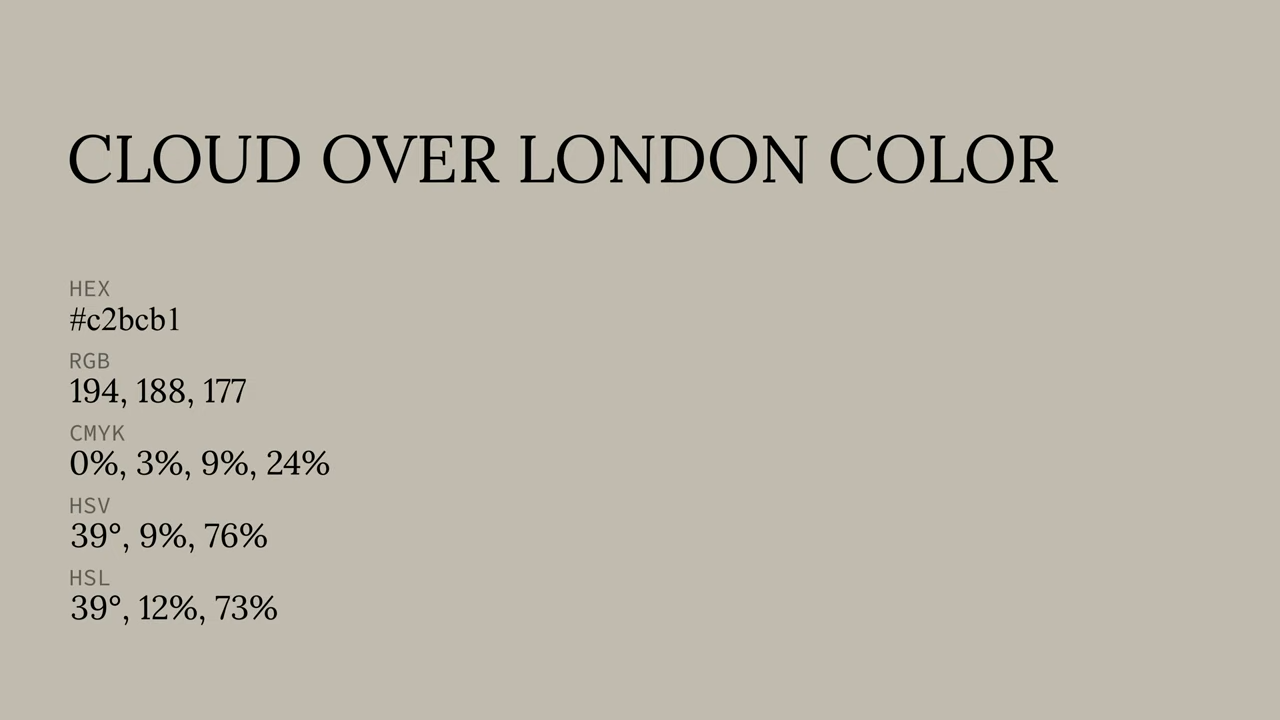 CLOUD OVER LONDON COLOR
HEX
#c2bcb1
RGB
194, 188, 177
CMYK
0%, 3%, 9%, 24%
HSV
39°, 9%, 76%
HSL
39°, 12%, 73%